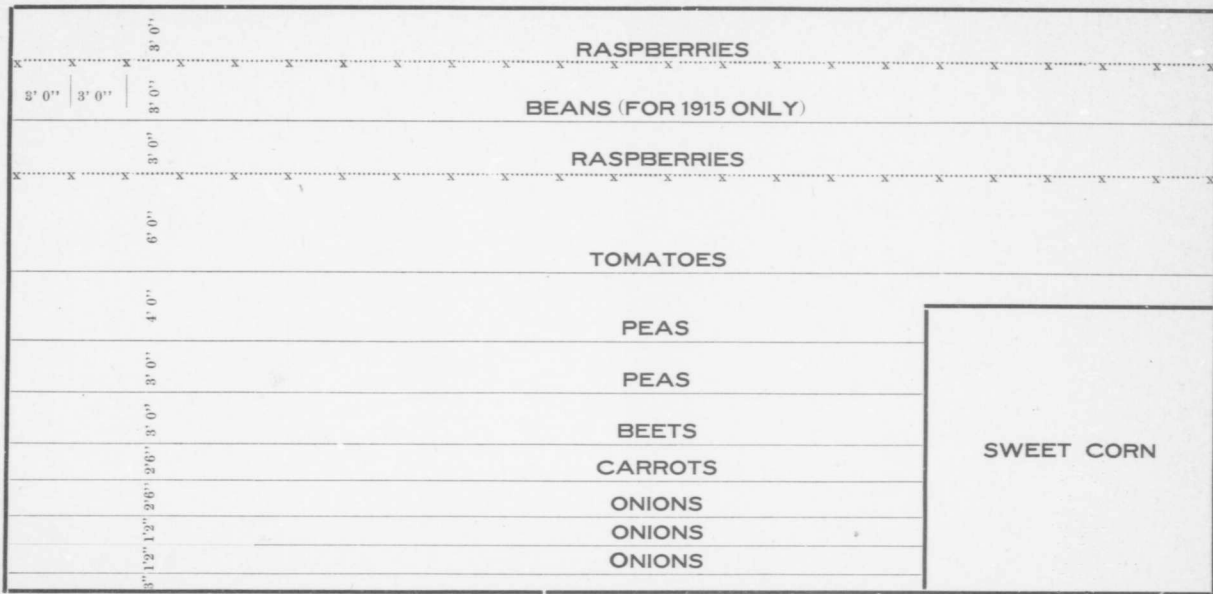 3' 0"
RASPBERRIES
x x x x x x x x x x x x x x x x x x x x x x x
3' 0" 3' 0" 3' 0"
BEANS (FOR 1915 ONLY)
3' 0"
RASPBERRIES
x x x x x x x x x x x x x x x x x x x x x x x
6' 0"
TOMATOES
4' 0"
PEAS
3' 0"
PEAS
3' 0"
BEETS
SWEET CORN
2'6"
CARROTS
2'6"
ONIONS
1'2"
ONIONS
1'2"
ONIONS
3"